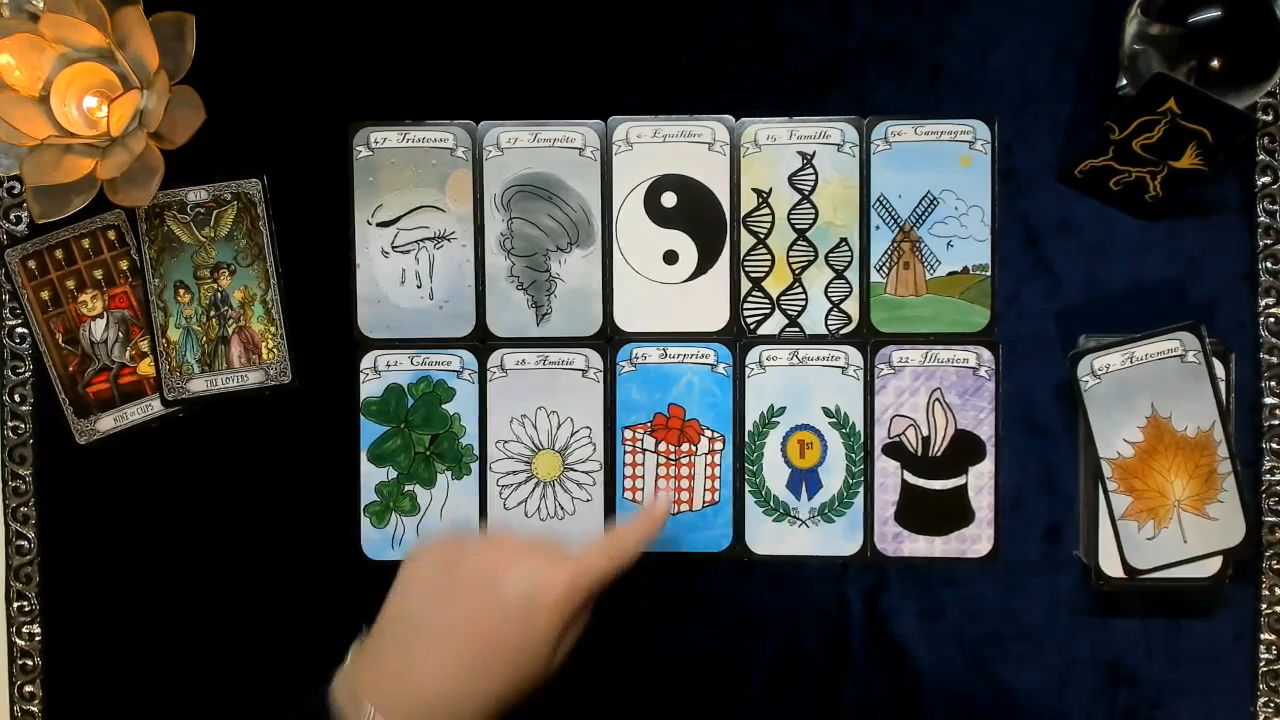 47- Tristesse
27- Tempête
6- Équilibre
15- Famille
56- Campagne
VI
THE LOVERS
NINE OF CUPS
42- Chance
28- Amitié
45- Surprise
60- Réussite
1st
22- Illusion
69- Automne